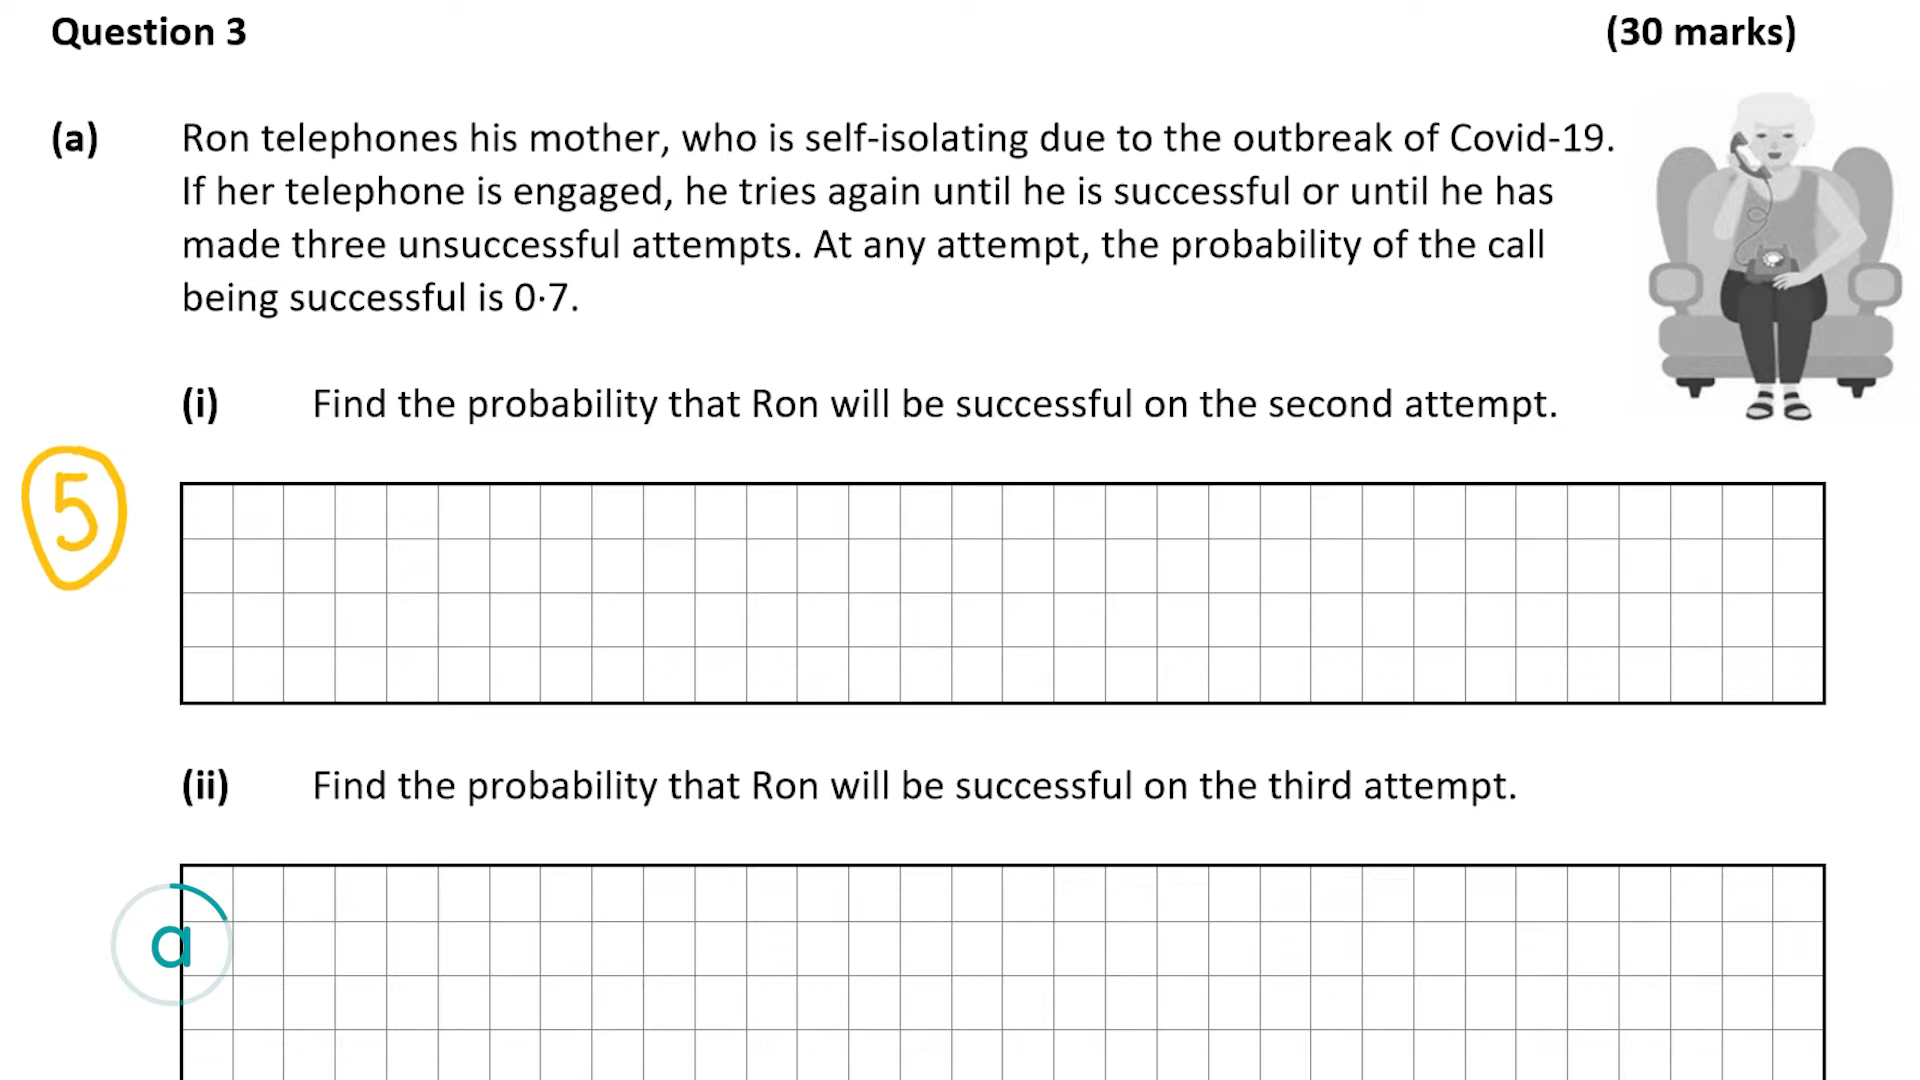 Question 3
(30 marks)
(a) Ron telephones his mother, who is self-isolating due to the outbreak of Covid-19.
If her telephone is engaged, he tries again until he is successful or until he has
made three unsuccessful attempts. At any attempt, the probability of the call
being successful is 0·7.
(i) Find the probability that Ron will be successful on the second attempt.
5
(ii) Find the probability that Ron will be successful on the third attempt.
a